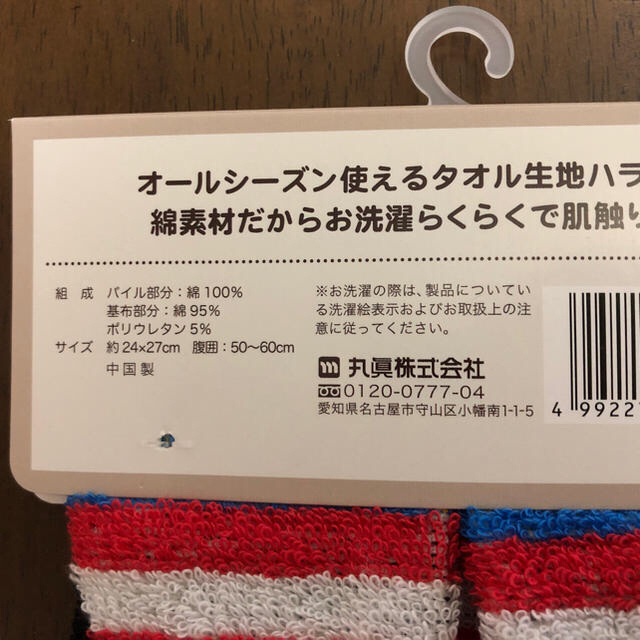 オールシーズン使えるタオル生地ハラ
綿素材だからお洗濯らくらくで肌触り
組 成 パイル部分：綿 100%
基布部分：綿 95%
ポリウレタン 5%
サイズ 約 24×27cm 腹囲：50〜60cm
中国製
※お洗濯の際は、製品についてい
る洗濯絵表示およびお取扱上の注
意に従ってください。
丸眞株式会社
0120-0777-04
愛知県名古屋市守山区小幡南1-1-5
4 9922